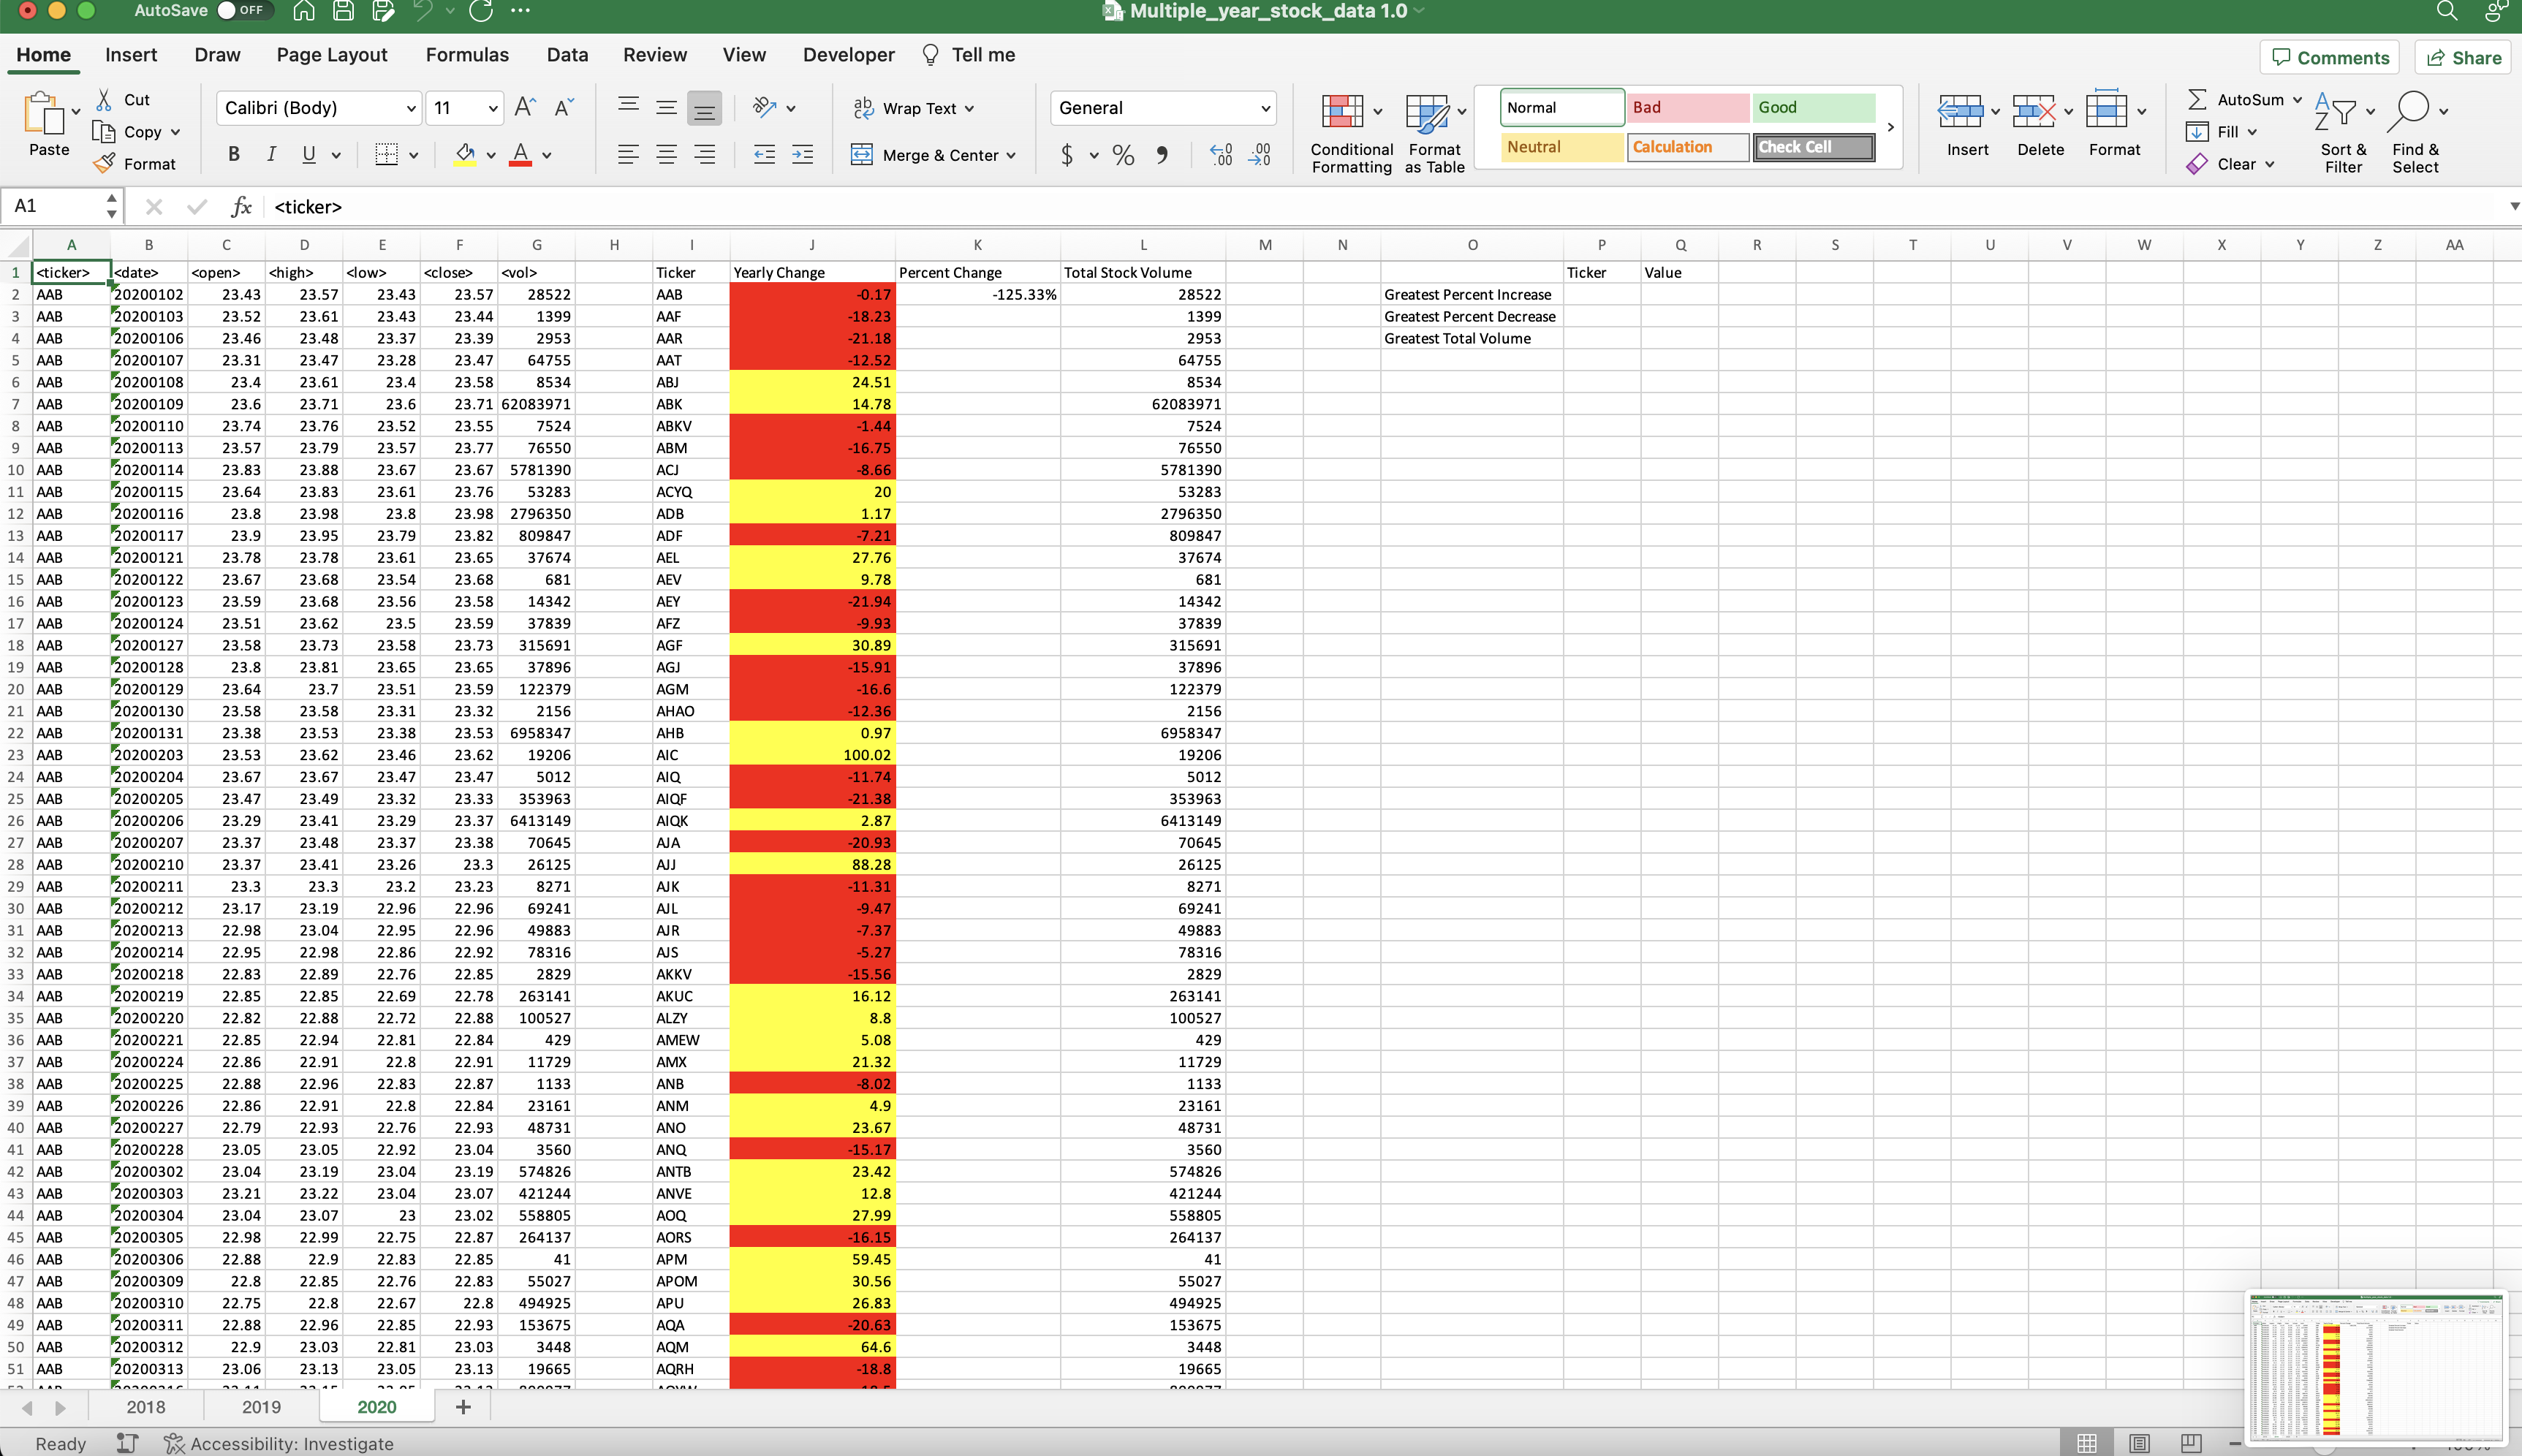 AutoSave OFF Multiple_year_stock_data 1.0
Home Insert Draw Page Layout Formulas Data Review View Developer Tell me Comments Share
Paste Cut Copy Format Calibri (Body) 11 Wrap Text Merge & Center General Conditional Formatting Format as Table Normal Bad Good Neutral Calculation Check Cell Insert Delete Format AutoSum Fill Clear Sort & Filter Find & Select
A1 fx <ticker>
A B C D E F G H I J K L M N O P Q R S T U V W X Y Z AA
1 <ticker> <date> <open> <high> <low> <close> <vol> Ticker Yearly Change Percent Change Total Stock Volume Ticker Value
2 AAB 20200102 23.43 23.57 23.43 23.57 28522 AAB -0.17 -125.33% 28522 Greatest Percent Increase
3 AAB 20200103 23.52 23.61 23.43 23.44 1399 AAF -18.23 1399 Greatest Percent Decrease
4 AAB 20200106 23.46 23.48 23.37 23.39 2953 AAR -21.18 2953 Greatest Total Volume
5 AAB 20200107 23.31 23.47 23.28 23.47 64755 AAT -12.52 64755
6 AAB 20200108 23.4 23.61 23.4 23.58 8534 ABJ 24.51 8534
7 AAB 20200109 23.6 23.71 23.6 23.71 62083971 ABK 14.78 62083971
8 AAB 20200110 23.74 23.76 23.52 23.55 7524 ABKV -1.44 7524
9 AAB 20200113 23.57 23.79 23.57 23.77 76550 ABM -16.75 76550
10 AAB 20200114 23.83 23.88 23.67 23.67 5781390 ACJ -8.66 5781390
11 AAB 20200115 23.64 23.83 23.61 23.76 53283 ACYQ 20 53283
12 AAB 20200116 23.8 23.98 23.8 23.98 2796350 ADB 1.17 2796350
13 AAB 20200117 23.9 23.95 23.79 23.82 809847 ADF -7.21 809847
14 AAB 20200121 23.78 23.78 23.61 23.65 37674 AEL 27.76 37674
15 AAB 20200122 23.67 23.68 23.54 23.68 681 AEV 9.78 681
16 AAB 20200123 23.59 23.68 23.56 23.58 14342 AEY -21.94 14342
17 AAB 20200124 23.51 23.62 23.5 23.59 37839 AFZ -9.93 37839
18 AAB 20200127 23.58 23.73 23.58 23.73 315691 AGF 30.89 315691
19 AAB 20200128 23.8 23.81 23.65 23.65 37896 AGJ -15.91 37896
20 AAB 20200129 23.64 23.7 23.51 23.59 122379 AGM -16.6 122379
21 AAB 20200130 23.58 23.58 23.31 23.32 2156 AHAO -12.36 2156
22 AAB 20200131 23.38 23.53 23.38 23.53 6958347 AHB 0.97 6958347
23 AAB 20200203 23.53 23.62 23.46 23.62 19206 AIC 100.02 19206
24 AAB 20200204 23.67 23.67 23.47 23.47 5012 AIQ -11.74 5012
25 AAB 20200205 23.47 23.49 23.32 23.33 353963 AIQF -21.38 353963
26 AAB 20200206 23.29 23.41 23.29 23.37 6413149 AIQK 2.87 6413149
27 AAB 20200207 23.37 23.48 23.37 23.38 70645 AJA -20.93 70645
28 AAB 20200210 23.37 23.41 23.26 23.3 26125 AJJ 88.28 26125
29 AAB 20200211 23.3 23.3 23.2 23.23 8271 AJK -11.31 8271
30 AAB 20200212 23.17 23.19 22.96 22.96 69241 AJL -9.47 69241
31 AAB 20200213 22.98 23.04 22.95 22.96 49883 AJR -7.37 49883
32 AAB 20200214 22.95 22.98 22.86 22.92 78316 AJS -5.27 78316
33 AAB 20200218 22.83 22.89 22.76 22.85 2829 AKKV -15.56 2829
34 AAB 20200219 22.85 22.85 22.69 22.78 263141 AKUC 16.12 263141
35 AAB 20200220 22.82 22.88 22.72 22.88 100527 ALZY 8.8 100527
36 AAB 20200221 22.85 22.94 22.81 22.84 429 AMEW 5.08 429
37 AAB 20200224 22.86 22.91 22.8 22.91 11729 AMX 21.32 11729
38 AAB 20200225 22.88 22.96 22.83 22.87 1133 ANB -8.02 1133
39 AAB 20200226 22.86 22.91 22.8 22.84 23161 ANM 4.9 23161
40 AAB 20200227 22.79 22.93 22.76 22.93 48731 ANO 23.67 48731
41 AAB 20200228 23.05 23.05 22.92 23.04 3560 ANQ -15.17 3560
42 AAB 20200302 23.04 23.19 23.04 23.19 574826 ANTB 23.42 574826
43 AAB 20200303 23.21 23.22 23.04 23.07 421244 ANVE 12.8 421244
44 AAB 20200304 23.04 23.07 23 23.02 558805 AOQ 27.99 558805
45 AAB 20200305 22.98 22.99 22.75 22.87 264137 AORS -16.15 264137
46 AAB 20200306 22.88 22.9 22.83 22.85 41 APM 59.45 41
47 AAB 20200309 22.8 22.85 22.76 22.83 55027 APOM 30.56 55027
48 AAB 20200310 22.75 22.8 22.67 22.8 494925 APU 26.83 494925
49 AAB 20200311 22.88 22.96 22.85 22.93 153675 AQA -20.63 153675
50 AAB 20200312 22.9 23.03 22.81 23.03 3448 AQM 64.6 3448
51 AAB 20200313 23.06 23.13 23.05 23.13 19665 AQRH -18.8 19665
2018 2019 2020 +
Ready Accessibility: Investigate